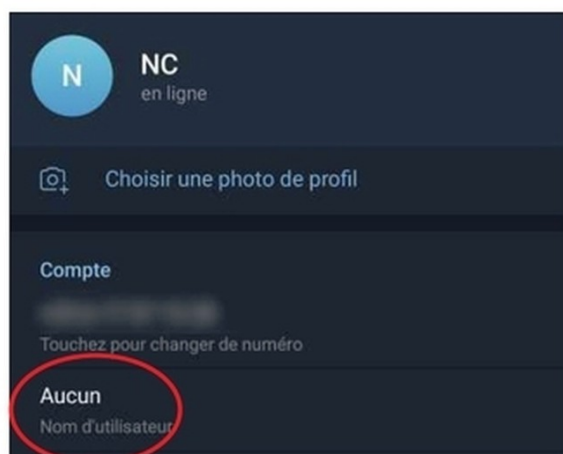 N
NC
en ligne
Choisir une photo de profil
Compte
Touchez pour changer de numéro
Aucun
Nom d'utilisateur